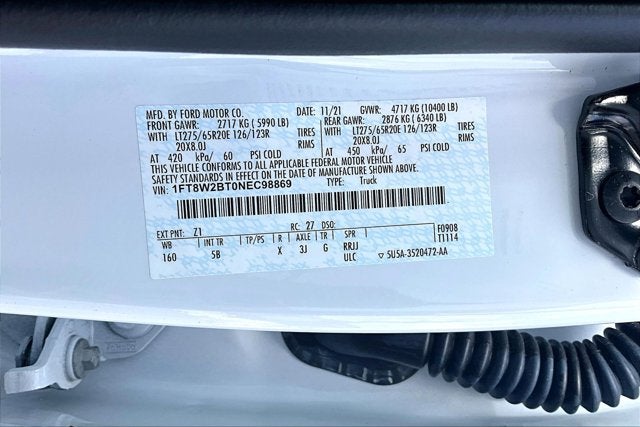 MFD. BY FORD MOTOR CO. 11/21 GVWR: 4717 KG (10400 LB)
FRONT GAWR: 2717 KG ( 5990 LB) REAR GAWR: 2876 KG ( 6340 LB)
WITH LT275/65R20E 126/123R TIRES WITH LT275/65R20E 126/123R TIRES
20X8.0J RIMS 20X8.0J RIMS
AT 420 kPa/ 60 PSI COLD AT 450 kPa/ 65 PSI COLD
THIS VEHICLE CONFORMS TO ALL APPLICABLE FEDERAL MOTOR VEHICLE
SAFETY STANDARDS IN EFFECT ON THE DATE OF MANUFACTURE SHOWN ABOVE.
VIN: 1FT8W2BT0NEC98869 TYPE: Truck
EXT PNT: Z1 RC: 27 DSO: F0908
WB INT TR TP/PS R AXLE TR SPR T1114
160 5B X 3J G RRJJ
ULC ▽ 5U5A-3520472-AA